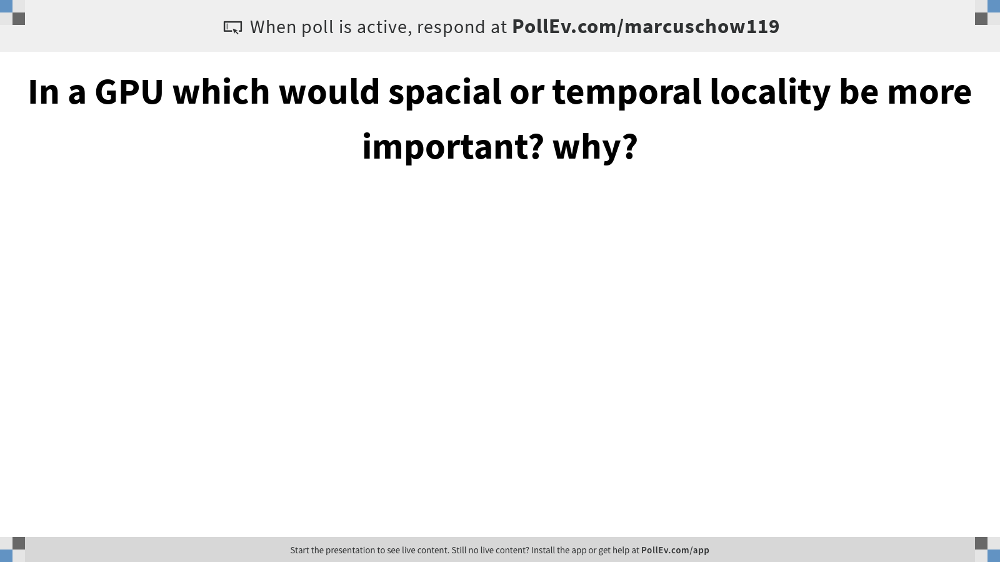 When poll is active, respond at PollEv.com/marcuschow119
In a GPU which would spacial or temporal locality be more
important? why?
Start the presentation to see live content. Still no live content? Install the app or get help at PollEv.com/app